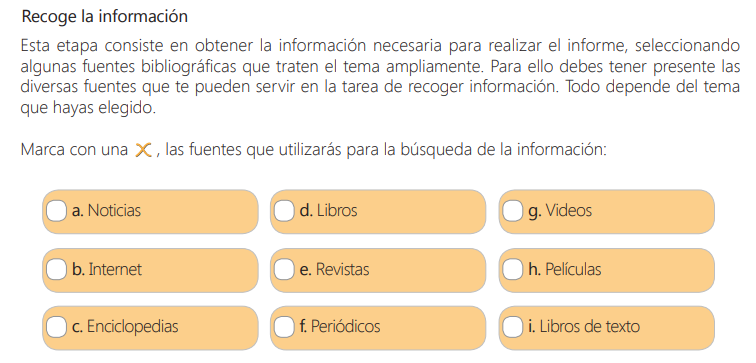 Recoge la información
Esta etapa consiste en obtener la información necesaria para realizar el informe, seleccionando
algunas fuentes bibliográficas que traten el tema ampliamente. Para ello debes tener presente las
diversas fuentes que te pueden servir en la tarea de recoger información. Todo depende del tema
que hayas elegido.
Marca con una X, las fuentes que utilizarás para la búsqueda de la información:
a. Noticias
d. Libros
g. Videos
b. Internet
e. Revistas
h. Películas
c. Enciclopedias
f. Periódicos
i. Libros de texto